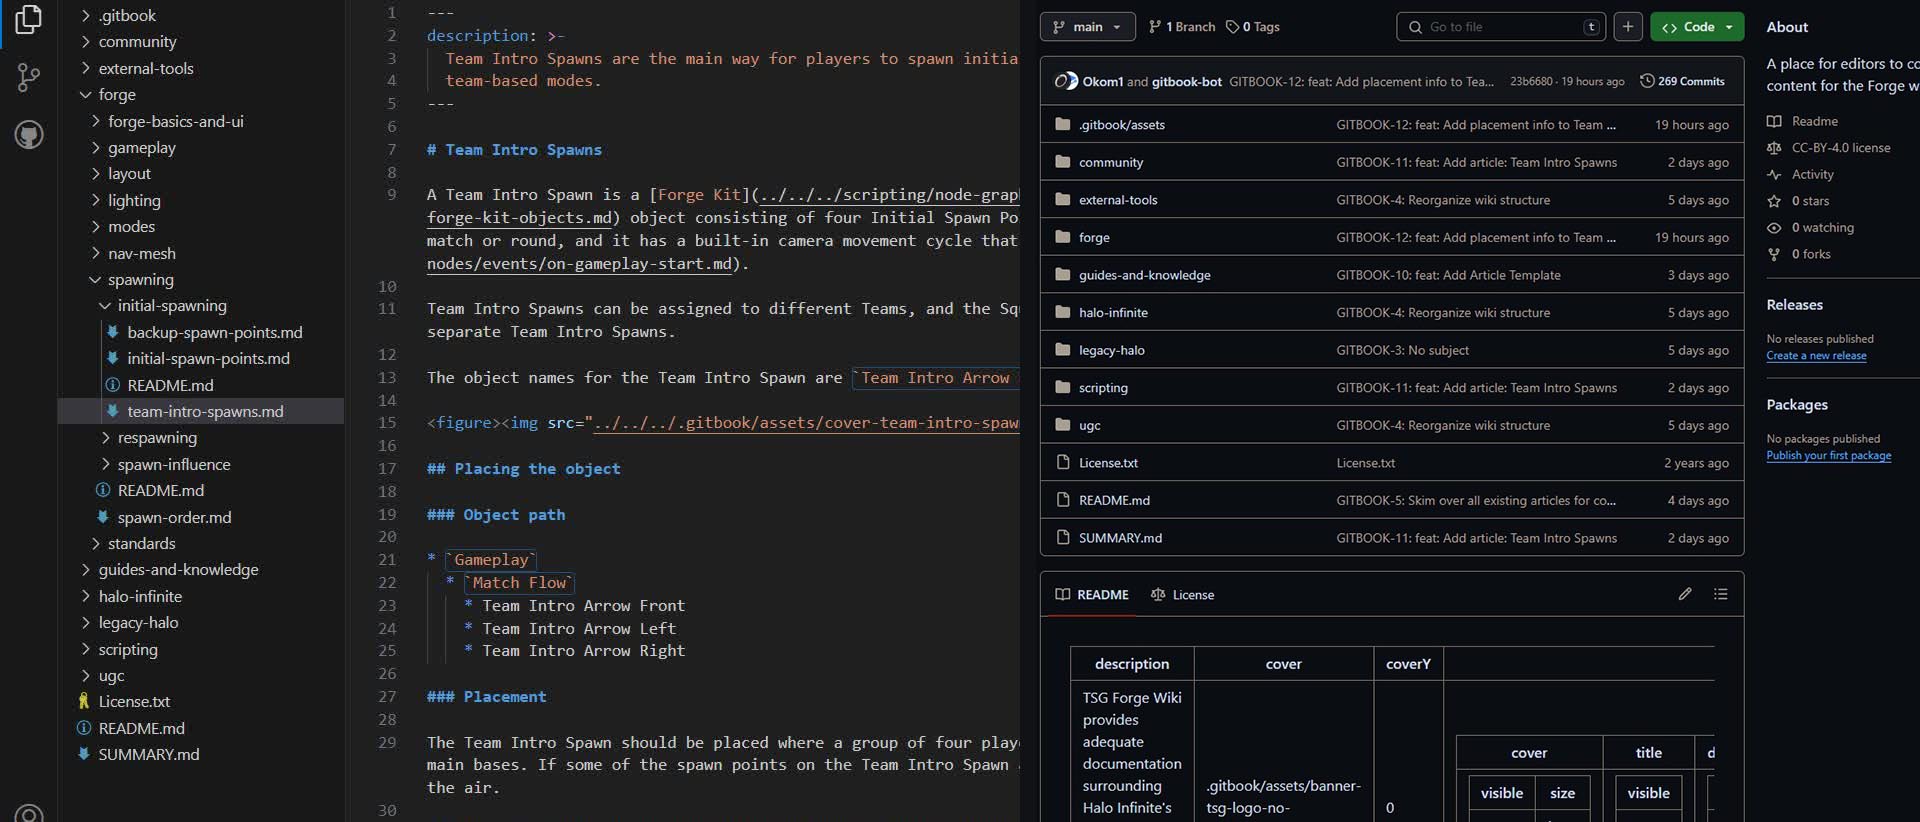 .gitbook
community
external-tools
forge
forge-basics-and-ui
gameplay
layout
lighting
modes
nav-mesh
spawning
initial-spawning
backup-spawn-points.md
initial-spawn-points.md
README.md
team-intro-spawns.md
respawning
spawn-influence
README.md
spawn-order.md
standards
guides-and-knowledge
halo-infinite
legacy-halo
scripting
ugc
License.txt
README.md
SUMMARY.md
1 ---
2 description: >-
3 Team Intro Spawns are the main way for players to spawn initia
4 team-based modes.
5 ---
6
7 # Team Intro Spawns
8
9 A Team Intro Spawn is a [Forge Kit](../../../scripting/node-grap
forge-kit-objects.md) object consisting of four Initial Spawn Po
match or round, and it has a built-in camera movement cycle that
nodes/events/on-gameplay-start.md).
10
11 Team Intro Spawns can be assigned to different Teams, and the Sq
separate Team Intro Spawns.
12
13 The object names for the Team Intro Spawn are `Team Intro Arrow
14
15 <figure><img src="../../../.gitbook/assets/cover-team-intro-spaw
16
17 ## Placing the object
18
19 ### Object path
20
21 * `Gameplay`
22 * `Match Flow`
23 * Team Intro Arrow Front
24 * Team Intro Arrow Left
25 * Team Intro Arrow Right
26
27 ### Placement
28
29 The Team Intro Spawn should be placed where a group of four playe
main bases. If some of the spawn points on the Team Intro Spawn
the air.
30
main 1 Branch 0 Tags Go to file t + <> Code
Okom1 and gitbook-bot GITBOOK-12: feat: Add placement info to Tea... 23b6680 · 19 hours ago 269 Commits
.gitbook/assets GITBOOK-12: feat: Add placement info to Team ... 19 hours ago
community GITBOOK-11: feat: Add article: Team Intro Spawns 2 days ago
external-tools GITBOOK-4: Reorganize wiki structure 5 days ago
forge GITBOOK-12: feat: Add placement info to Team ... 19 hours ago
guides-and-knowledge GITBOOK-10: feat: Add Article Template 3 days ago
halo-infinite GITBOOK-4: Reorganize wiki structure 5 days ago
legacy-halo GITBOOK-3: No subject 5 days ago
scripting GITBOOK-11: feat: Add article: Team Intro Spawns 2 days ago
ugc GITBOOK-4: Reorganize wiki structure 5 days ago
License.txt License.txt 2 years ago
README.md GITBOOK-5: Skim over all existing articles for co... 4 days ago
SUMMARY.md GITBOOK-11: feat: Add article: Team Intro Spawns 2 days ago
README License
description cover coverY
TSG Forge Wiki
provides
adequate
documentation
surrounding
Halo Infinite's
.gitbook/assets/banner-
tsg-logo-no-
0
cover title d
visible size visible
About
A place for editors to co
content for the Forge w
Readme
CC-BY-4.0 license
Activity
0 stars
0 watching
0 forks
Releases
No releases published
Create a new release
Packages
No packages published
Publish your first package